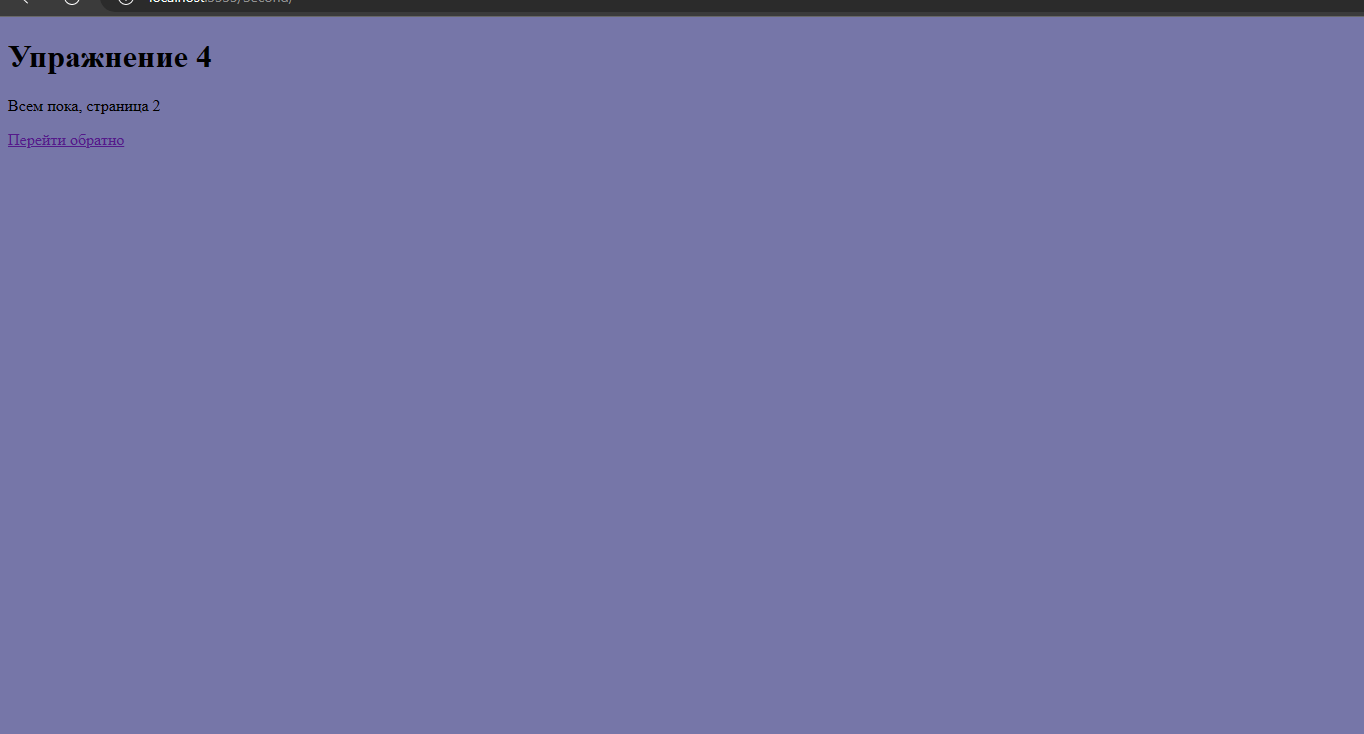 Упражнение 4
Всем пока, страница 2
Перейти обратно